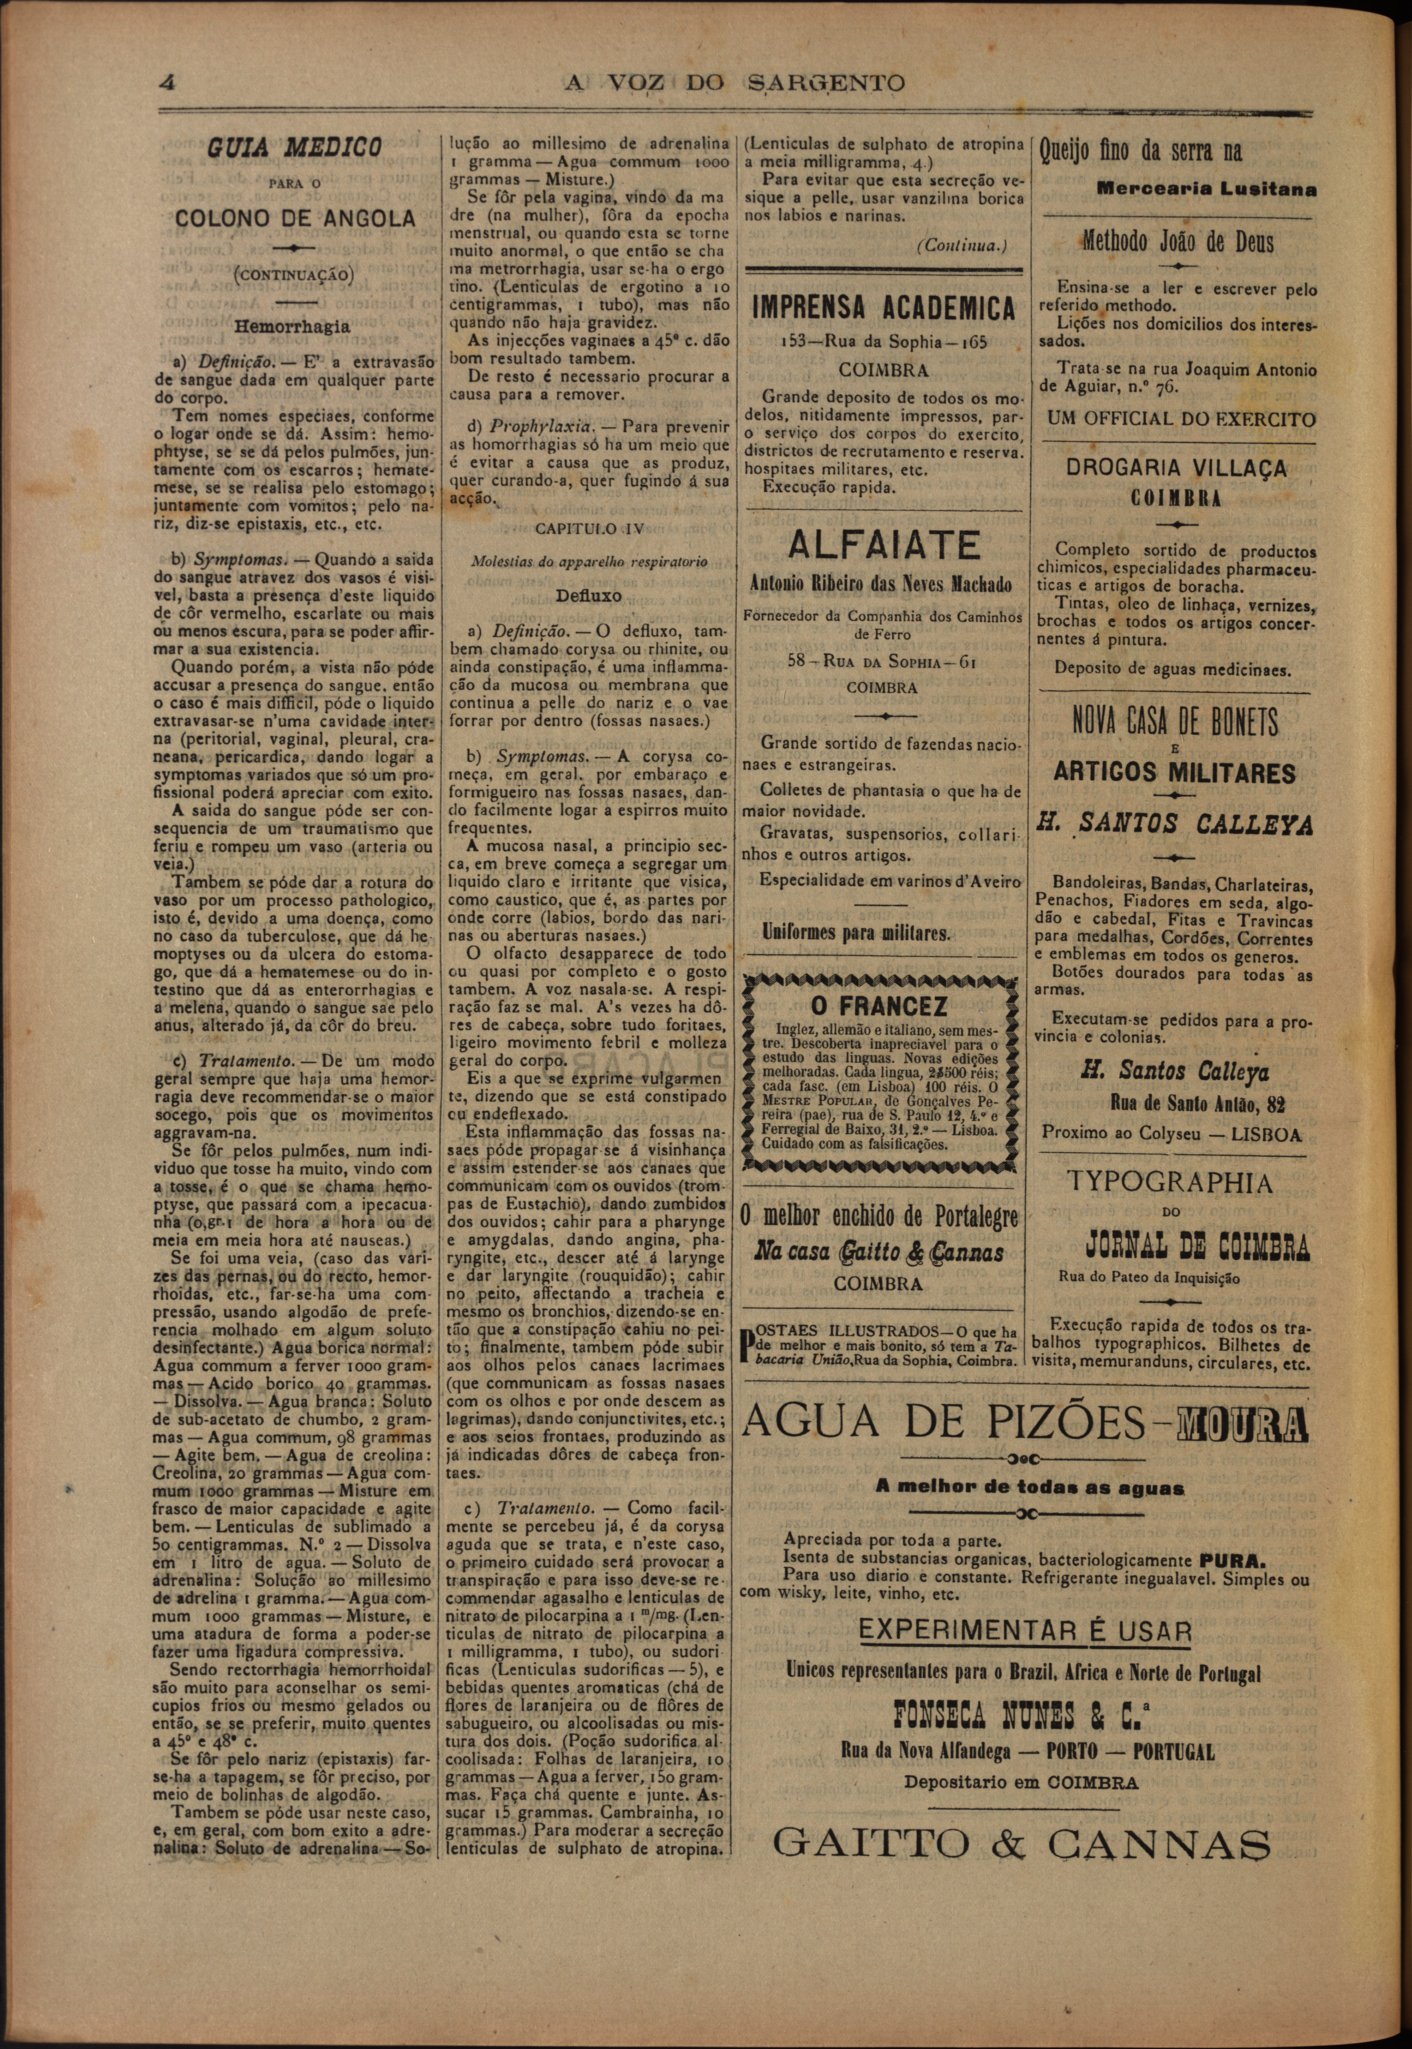 4
A VOZ DO SARGENTO
GUIA MEDICO
PARA O
COLONO DE ANGOLA
(CONTINUAÇÃO)
Hemorrhagia
a) Definição. — E' a extravasão
de sangue dada em qualquer parte
do corpo.
Tem nomes especiaes, conforme
o logar onde se dá. Assim: hemo-
phtyse, se se dá pelos pulmões, jun-
tamente com os escarros; hemate-
mese, se se realisa pelo estomago;
juntamente com vomitos; pelo na-
riz, diz-se epistaxis, etc., etc.
b) Symptomas. — Quando a saida
do sangue atravez dos vasos é visi-
vel, basta a presença d'este liquido
de côr vermelho, escarlate ou mais
ou menos escura, para se poder affir-
mar a sua existencia.
Quando porém, a vista não póde
accusar a presença do sangue, então
o caso é mais difficil, póde o liquido
extravasar-se n'uma cavidade inter-
na (peritorial, vaginal, pleural, cra-
neana, pericardica, dando logar a
symptomas variados que só um pro-
fissional poderá apreciar com exito.
A saida do sangue póde ser con-
sequencia de um traumatismo que
feriu e rompeu um vaso (arteria ou
veia.)
Tambem se póde dar a rotura do
vaso por um processo pathologico,
isto é, devido a uma doença, como
no caso da tuberculose, que dá he-
moptyses ou da ulcera do estoma-
go, que dá a hematemese ou do in-
testino que dá as enterorrhagias e
a melena, quando o sangue sae pelo
anus, alterado já, da côr do breu.
c) Tratamento. — De um modo
geral sempre que haja uma hemor-
ragia deve recommendar-se o maior
socego, pois que os movimentos
aggravam-na.
Se fôr pelos pulmões, num indi-
viduo que tosse ha muito, vindo com
a tosse, é o que se chama hemo-
ptyse, que passará com a ipecacua-
nha (0,gr.1 de hora a hora ou de
meia em meia hora até nauseas.)
Se foi uma veia, (caso das vari-
zes das pernas, ou do recto, hemor-
rhoidas, etc., far-se-ha uma com-
pressão, usando algodão de prefe-
rencia molhado em algum soluto
desinfectante.) Agua borica normal:
Agua commum a ferver 1000 gram-
mas — Acido borico 40 grammas.
— Dissolva. — Agua branca: Soluto
de sub-acetato de chumbo, 2 gram-
mas — Agua commum, 98 grammas
— Agite bem. — Agua de creolina:
Creolina, 20 grammas — Agua com-
mum 1000 grammas — Misture em
frasco de maior capacidade e agite
bem. — Lenticulas de sublimado a
50 centigrammas. N.º 2 — Dissolva
em 1 litro de agua. — Soluto de
adrenalina: Solução ao millesimo
de adrelina 1 gramma. — Agua com-
mum 1000 grammas — Misture, e
uma atadura de forma a poder-se
fazer uma ligadura compressiva.
Sendo rectorrhagia hemorrhoidal
são muito para aconselhar os semi-
cupios frios ou mesmo gelados ou
então, se se preferir, muito quentes
a 45º e 48º c.
Se fôr pelo nariz (epistaxis) far-
se-ha a tapagem, se fôr preciso, por
meio de bolinhas de algodão.
Tambem se póde usar neste caso,
e, em geral, com bom exito a adre-
nalina: Soluto de adrenalina — So-
lução ao millesimo de adrenalina
1 gramma — Agua commum 1000
grammas — Misture.)
Se fôr pela vagina, vindo da ma
dre (na mulher), fôra da epocha
menstrual, ou quando esta se torne
muito anormal, o que então se cha
ma metrorrhagia, usar se-ha o ergo
tino. (Lenticulas de ergotino a 10
centigrammas, 1 tubo), mas não
quando não haja gravidez.
As injecções vaginaes a 45º c. dão
bom resultado tambem.
De resto é necessario procurar a
causa para a remover.
d) Prophylaxia. — Para prevenir
as homorrhagias só ha um meio que
é evitar a causa que as produz,
quer curando-a, quer fugindo á sua
acção.
CAPITULO IV
Molestias do apparelho respiratorio
Defluxo
a) Definição. — O defluxo, tam-
bem chamado corysa ou rhinite, ou
ainda constipação, é uma inflamma-
ção da mucosa ou membrana que
continua a pelle do nariz e o vae
forrar por dentro (fossas nasaes.)
b) Symptomas. — A corysa co-
meça, em geral, por embaraço e
formigueiro nas fossas nasaes, dan-
do facilmente logar a espirros muito
frequentes.
A mucosa nasal, a principio sec-
ca, em breve começa a segregar um
liquido claro e irritante que visica,
como caustico, que é, as partes por
onde corre (labios, bordo das nari-
nas ou aberturas nasaes.)
O olfacto desapparece de todo
ou quasi por completo e o gosto
tambem. A voz nasala-se. A respi-
ração faz se mal. A's vezes ha dô-
res de cabeça, sobre tudo foritaes,
ligeiro movimento febril e molleza
geral do corpo.
Eis a que se exprime vulgarmen
te, dizendo que se está constipado
ou endeflexado.
Esta inflammação das fossas na-
saes póde propagar-se á visinhança
e assim estender-se aos canaes que
communicam com os ouvidos (trom-
pas de Eustachio), dando zumbidos
dos ouvidos; cahir para a pharynge
e amygdalas, dando angina, pha-
ryngite, etc., descer até á larynge
e dar laryngite (rouquidão); cahir
no peito, affectando a tracheia e
mesmo os bronchios, dizendo-se en-
tão que a constipação cahiu no pei-
to; finalmente, tambem póde subir
aos olhos pelos canaes lacrimaes
(que communicam as fossas nasaes
com os olhos e por onde descem as
lagrimas), dando conjunctivites, etc.;
e aos seios frontaes, produzindo as
já indicadas dôres de cabeça fron-
taes.
c) Tratamento. — Como facil-
mente se percebeu já, é da corysa
aguda que se trata, e n'este caso,
o primeiro cuidado será provocar a
transpiração e para isso deve-se re-
commendar agasalho e lenticulas de
nitrato de pilocarpina a 1 m/mg. (Len-
ticulas de nitrato de pilocarpina a
1 milligramma, 1 tubo), ou sudori-
ficas (Lenticulas sudorificas — 5), e
bebidas quentes aromaticas (chá de
flores de laranjeira ou de flôres de
sabugueiro, ou alcoolisadas ou mis-
tura dos dois. (Poção sudorifica al-
coolisada: Folhas de laranjeira, 10
grammas — Agua a ferver, 150 gram-
mas. Faça chá quente e junte. As-
sucar 15 grammas. Cambrainha, 10
grammas.) Para moderar a secreção
lenticulas de sulphato de atropina.
(Lenticulas de sulphato de atropina
a meia milligramma, 4.)
Para evitar que esta secreção ve-
sique a pelle, usar vanzilina borica
nos labios e narinas.
(Continua.)
IMPRENSA ACADEMICA
153—Rua da Sophia—165
COIMBRA
Grande deposito de todos os mo-
delos, nitidamente impressos, par-
o serviço dos corpos do exercito,
districtos de recrutamento e reserva.
hospitaes militares, etc.
Execução rapida.
ALFAIATE
Antonio Ribeiro das Neves Machado
Fornecedor da Companhia dos Caminhos
de Ferro
58—RUA DA SOPHIA—61
COIMBRA
Grande sortido de fazendas nacio-
naes e estrangeiras.
Colletes de phantasia o que ha de
maior novidade.
Gravatas, suspensorios, collari-
nhos e outros artigos.
Especialidade em varinos d'Aveiro
Uniformes para militares.
O FRANCEZ
Inglez, allemão e italiano, sem mes-
tre. Descoberta inapreciavel para o
estudo das linguas. Novas edições
melhoradas. Cada lingua, 2$500 réis;
cada fasc. (em Lisboa) 100 réis. O
MESTRE POPULAR, de Gonçalves Pe-
reira (pae), rua de S. Paulo 12, 4.º e
Ferregial de Baixo, 31, 2.º — Lisboa.
Cuidado com as falsificações.
O melhor enchido de Portalegre
Na casa Gaitto & Cannas
COIMBRA
POSTAES ILLUSTRADOS—O que ha
de melhor e mais bonito, só tem a Ta-
bacaria União,Rua da Sophia, Coimbra.
Queijo fino da serra na
Mercearia Lusitana
Methodo João de Deus
Ensina-se a ler e escrever pelo
referido methodo.
Lições nos domicilios dos interes-
sados.
Trata se na rua Joaquim Antonio
de Aguiar, n.º 76.
UM OFFICIAL DO EXERCITO
DROGARIA VILLAÇA
COIMBRA
Completo sortido de productos
chimicos, especialidades pharmaceu-
ticas e artigos de boracha.
Tintas, oleo de linhaça, vernizes,
brochas e todos os artigos concer-
nentes á pintura.
Deposito de aguas medicinaes.
NOVA CASA DE BONETS
E
ARTIGOS MILITARES
H. SANTOS CALLEYA
Bandoleiras, Bandas, Charlateiras,
Penachos, Fiadores em seda, algo-
dão e cabedal, Fitas e Travincas
para medalhas, Cordões, Correntes
e emblemas em todos os generos.
Botões dourados para todas as
armas.
Executam-se pedidos para a pro-
vincia e colonias.
H. Santos Calleya
Rua de Santo Antão, 82
Proximo ao Colyseu — LISBOA
TYPOGRAPHIA
DO
JORNAL DE COIMBRA
Rua do Pateo da Inquisição
Execução rapida de todos os tra-
balhos typographicos. Bilhetes de
visita, memuranduns, circulares, etc.
AGUA DE PIZÕES—MOURA
A melhor de todas as aguas
Apreciada por toda a parte.
Isenta de substancias organicas, bacteriologicamente PURA.
Para uso diario e constante. Refrigerante inegualavel. Simples ou
com wisky, leite, vinho, etc.
EXPERIMENTAR É USAR
Unicos representantes para o Brazil, Africa e Norte de Portugal
FONSECA NUNES & C.ª
Rua da Nova Alfandega — PORTO — PORTUGAL
Depositario em COIMBRA
GAITTO & CANNAS